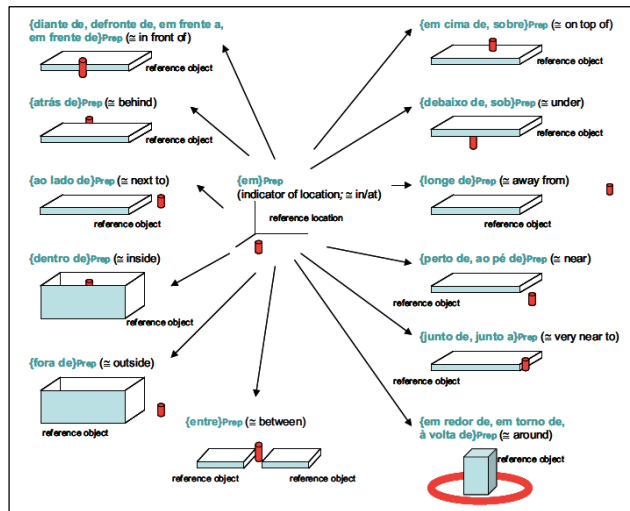 {diante de, defronte de, em frente a,
em frente de}Prep (≅ in front of)
reference object
{em cima de, sobre}Prep (≅ on top of)
reference object
{atrás de}Prep (≅ behind)
reference object
{debaixo de, sob}Prep (≅ under)
reference object
{ao lado de}Prep (≅ next to)
reference object
{em}Prep
(indicator of location; ≅ in/at)
reference location
{longe de}Prep (≅ away from)
reference object
{dentro de}Prep (≅ inside)
reference object
{perto de, ao pé de}Prep (≅ near)
reference object
{junto de, junto a}Prep (≅ very near to)
reference object
{fora de}Prep (≅ outside)
reference object
{entre}Prep (≅ between)
reference object
reference object
{em redor de, em torno de,
à volta de}Prep (≅ around)
reference object